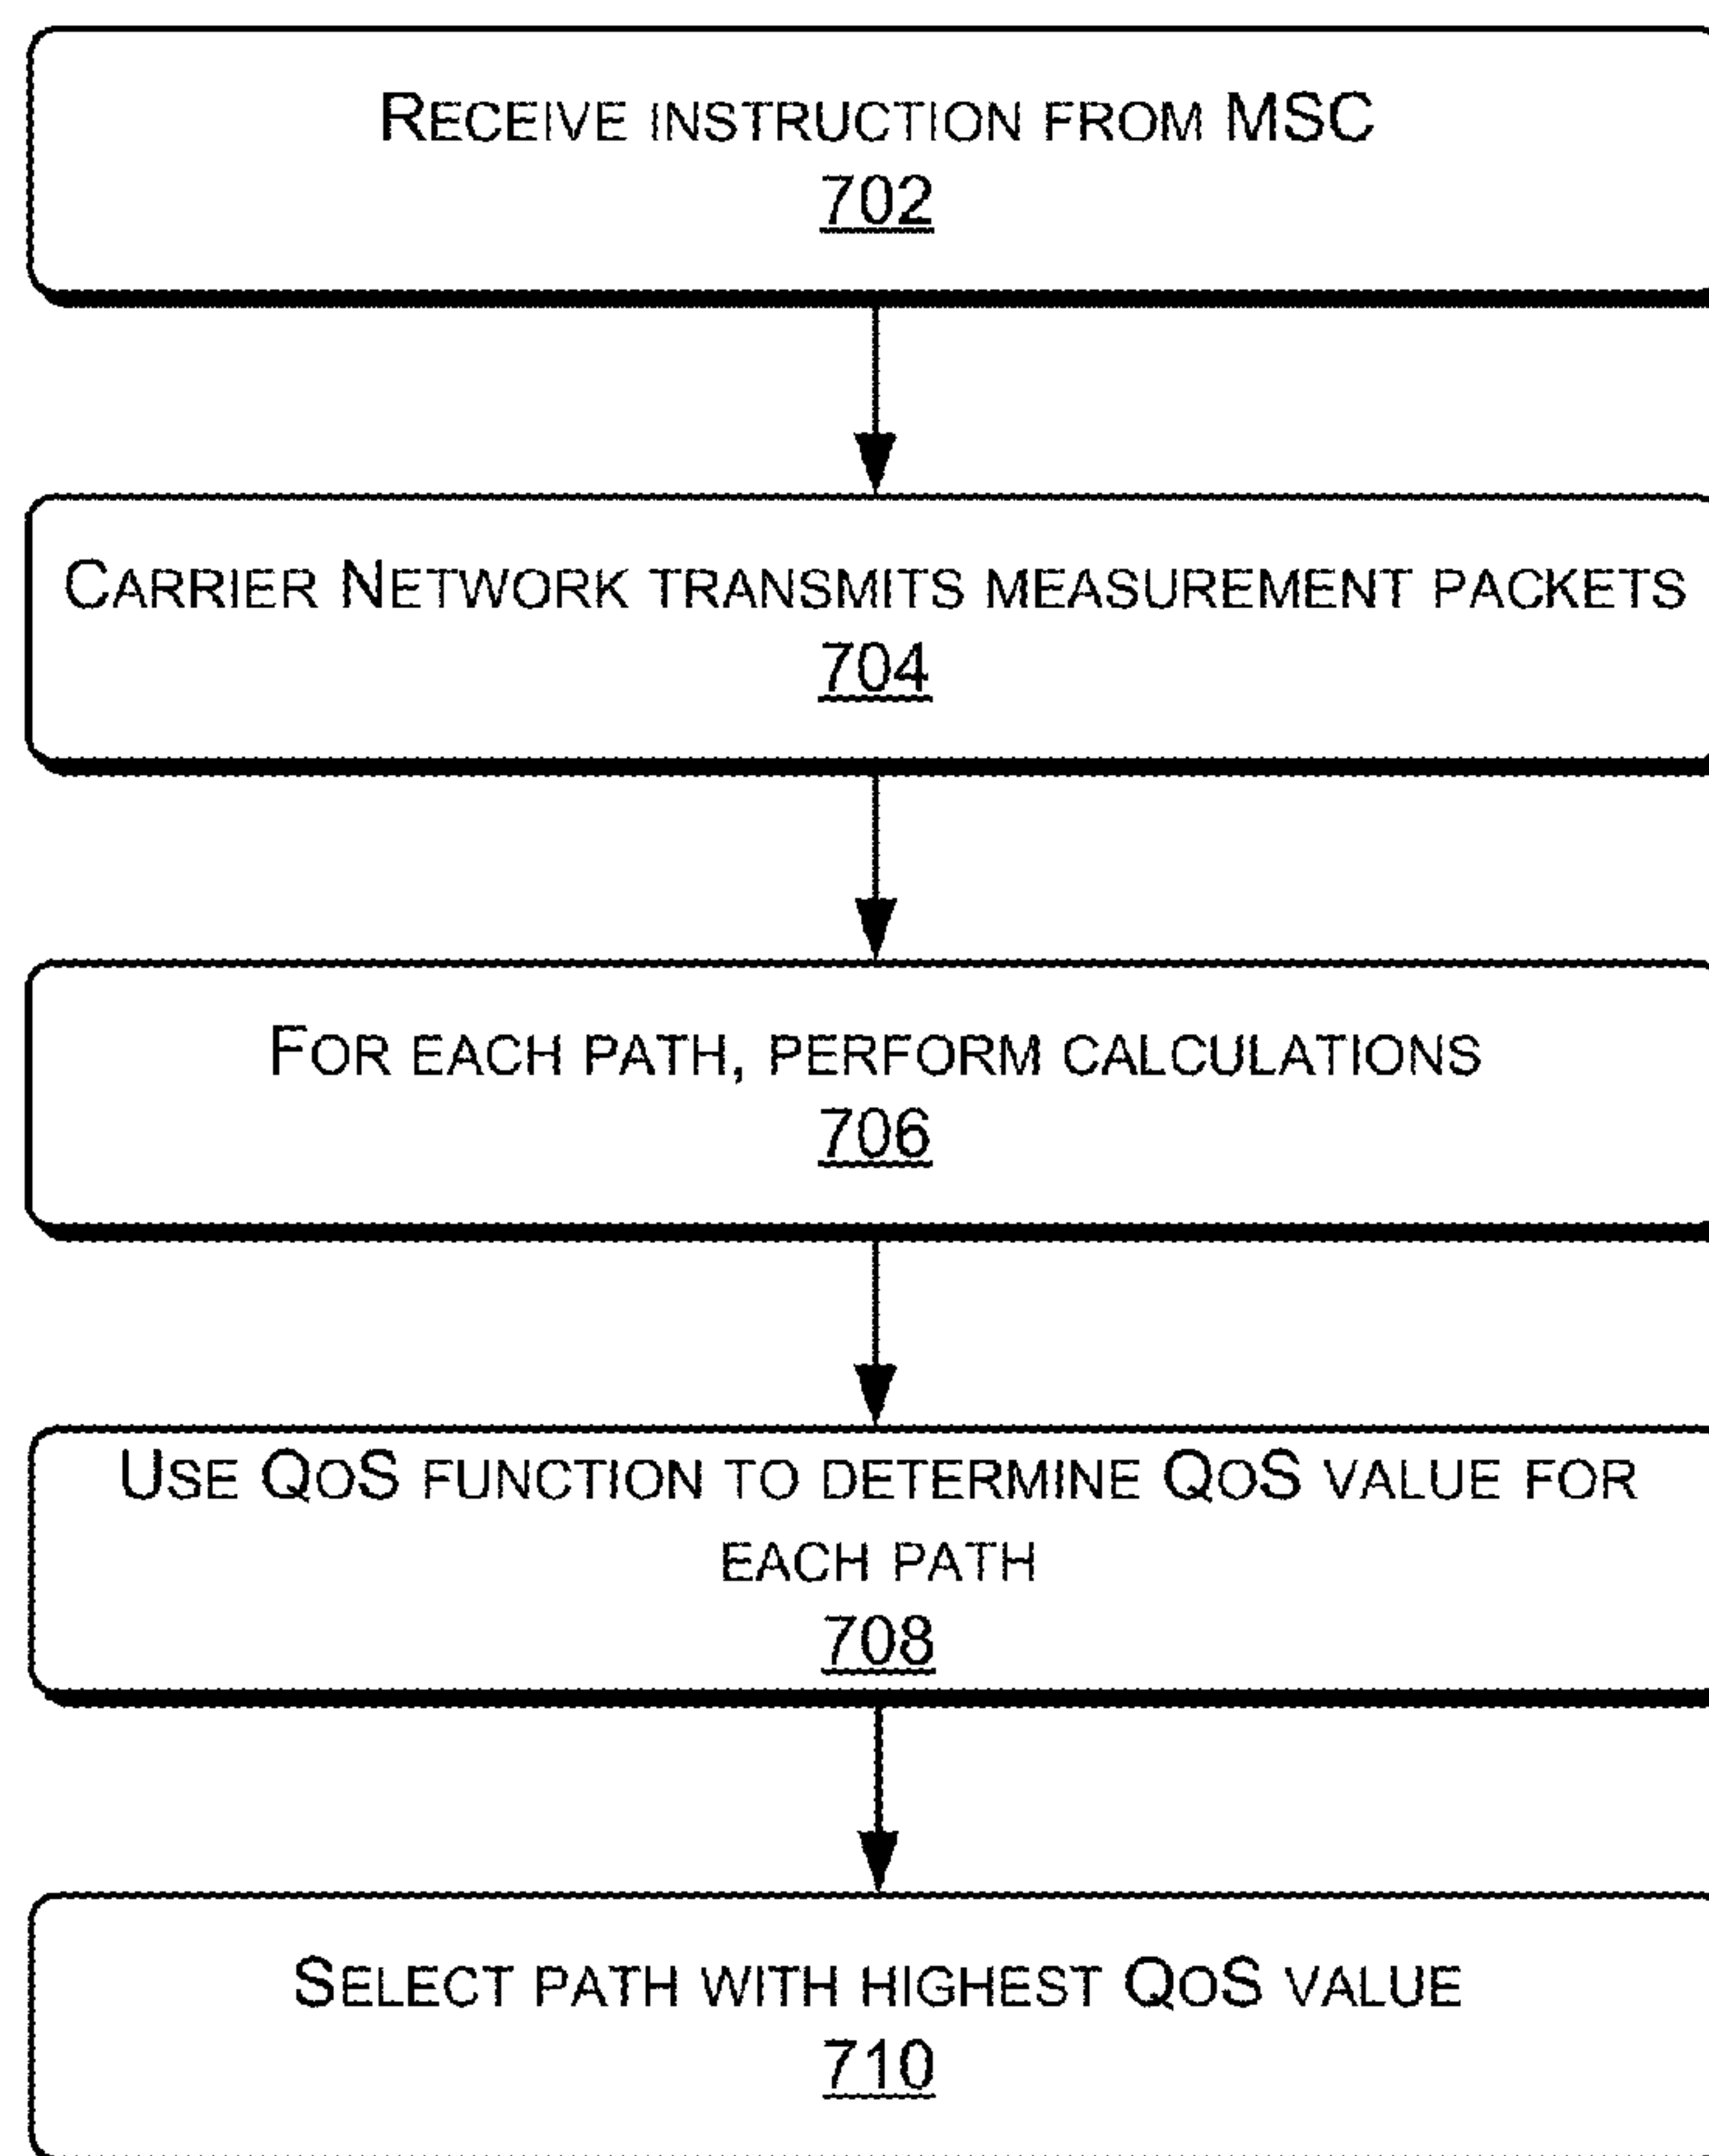 RECEIVE INSTRUCTION FROM MSC
702
CARRIER NETWORK TRANSMITS MEASUREMENT PACKETS
704
FOR EACH PATH, PERFORM CALCULATIONS
706
USE QOS FUNCTION TO DETERMINE QOS VALUE FOR
EACH PATH
708
SELECT PATH WITH HIGHEST QOS VALUE
710